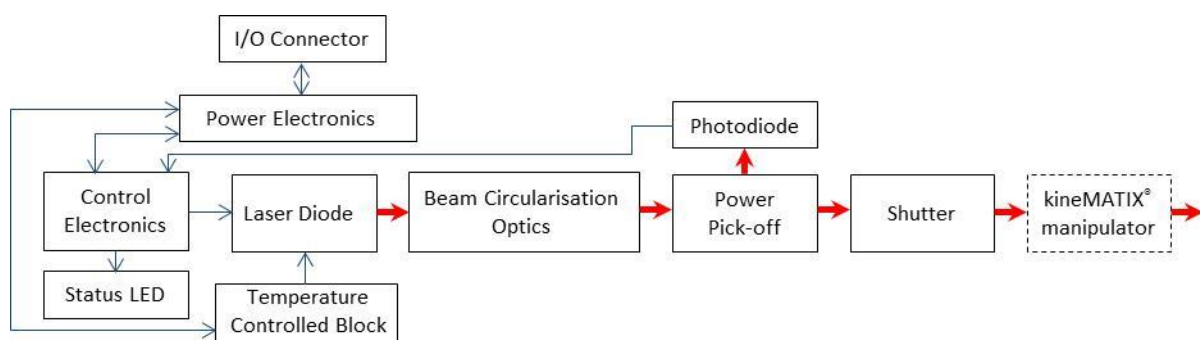 I/O Connector
Power Electronics
Photodiode
Control
Electronics
Laser Diode
Beam Circularisation
Optics
Power
Pick-off
Shutter
kineMATIX®
manipulator
Status LED
Temperature
Controlled Block